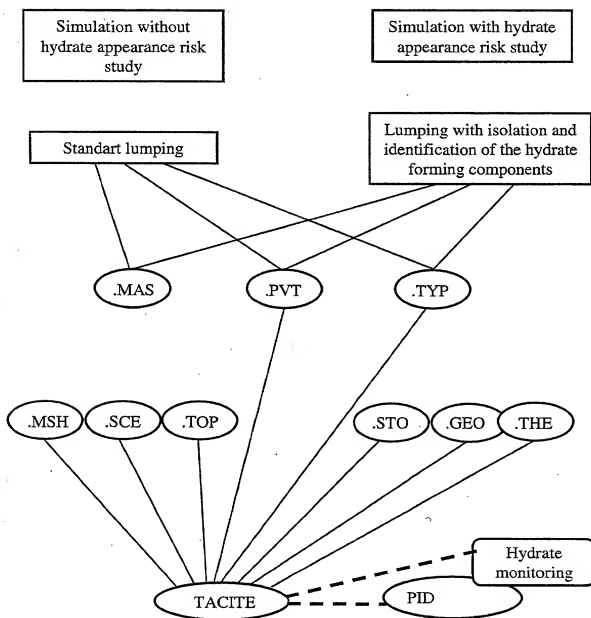 Simulation without
hydrate appearance risk
study
Simulation with hydrate
appearance risk study
Standart lumping
Lumping with isolation and
identification of the hydrate
forming components
.MAS
.PVT
.TYP
.MSH
.SCE
.TOP
.STO
.GEO
.THE
Hydrate
monitoring
TACITE
PID